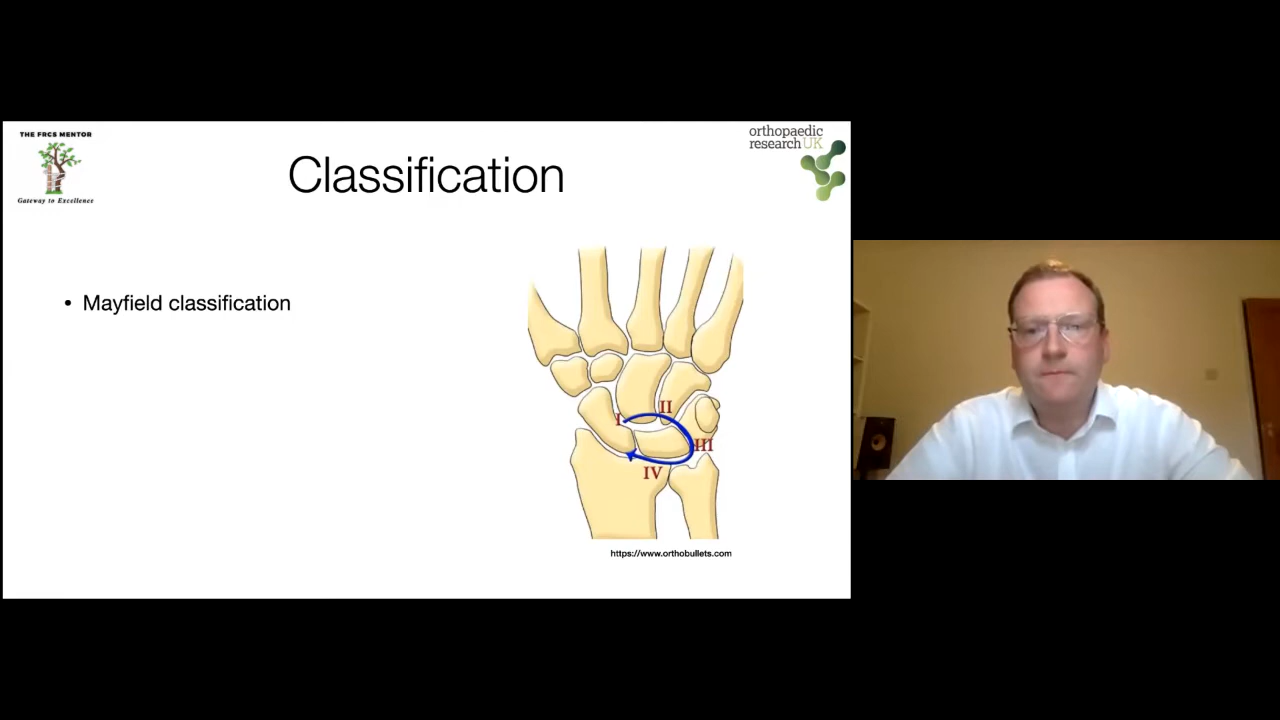 THE FRCS MENTOR
Gateway to Excellence
orthopaedic
research UK
Classification
• Mayfield classification
I
II
III
IV
https://www.orthobullets.com